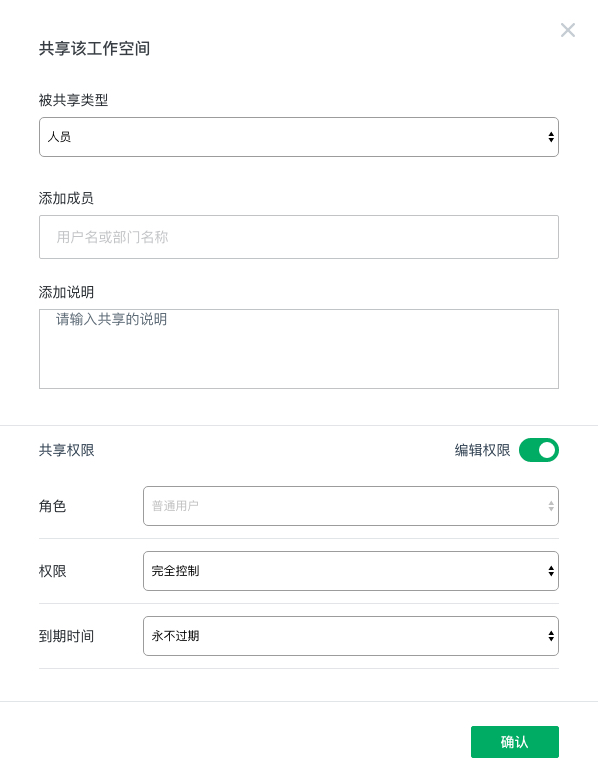 共享该工作空间
被共享类型
人员
添加成员
用户名或部门名称
添加说明
请输入共享的说明
共享权限 编辑权限
角色 普通用户
权限 完全控制
到期时间 永不过期
确认